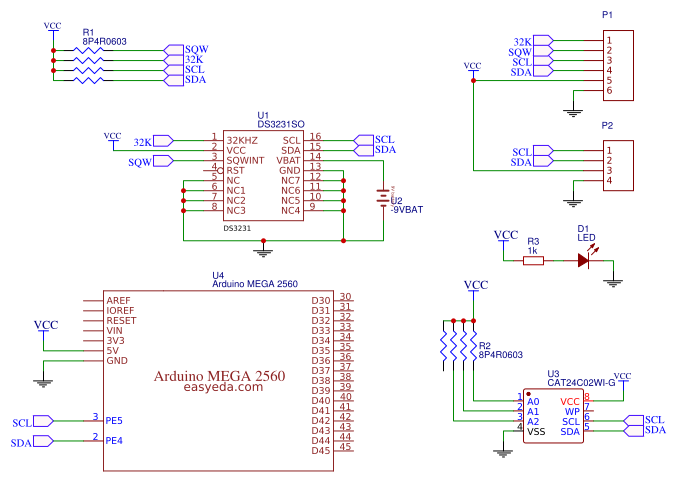 VCC
R1
8P4R0603
SQW
32K
SCL
SDA
P1
32K
SQW
SCL
SDA
VCC
1
2
3
4
5
6
P2
SCL
SDA
1
2
3
4
U1
DS3231SO
VCC
32K
SQW
1 32KHZ SCL 16 SCL
2 VCC SDA 15 SDA
3 SQWINT VBAT 14
4 RST GND 13
5 NC NC7 12
6 NC1 NC6 11
7 NC2 NC5 10
8 NC3 NC4 9
DS3231
U2
-9VBAT
VCC
R3
1k
D1
LED
U4
Arduino MEGA 2560
AREF D30 30
IOREF D31 31
RESET D32 32
VIN D33 33
3V3 D34 34
5V D35 35
GND D36 36
D37 37
D38 38
D39 39
D40 40
D41 41
D42 42
D43 43
D44 44
D45 45
VCC
Arduino MEGA 2560
easyeda.com
SCL 3 PE5
SDA 2 PE4
VCC
R2
8P4R0603
U3
CAT24C02WI-G
VCC
1 A0 VCC 8
2 A1 WP 7
3 A2 SCL 6 SCL
4 VSS SDA 5 SDA